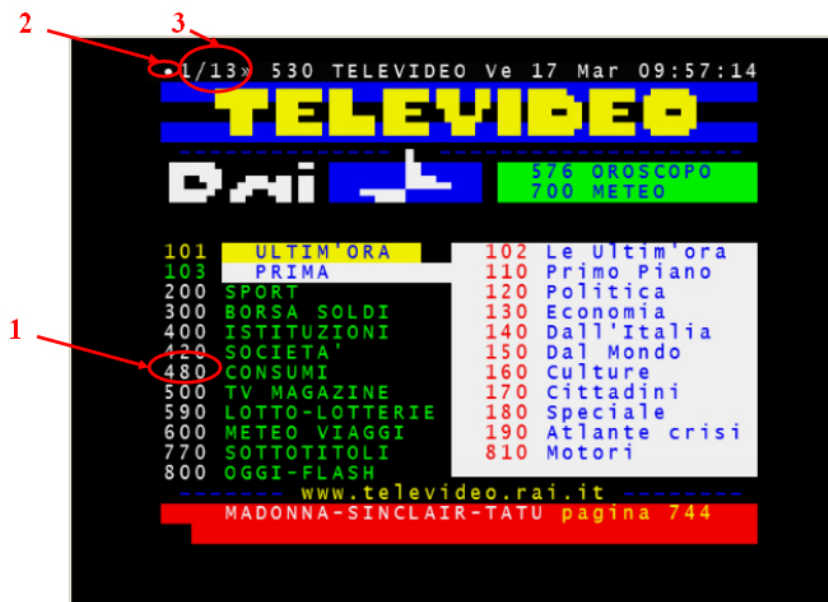 2 3
•1/13» 530 TELEVIDEO Ve 17 Mar 09:57:14
TELEVIDEO
Rai
576 OROSCOPO
700 METEO
101 ULTIM'ORA 102 Le Ultim'ora
103 PRIMA 110 Primo Piano
200 SPORT 120 Politica
300 BORSA SOLDI 130 Economia
1 400 ISTITUZIONI 140 Dall'Italia
420 SOCIETA' 150 Dal Mondo
480 CONSUMI 160 Culture
500 TV MAGAZINE 170 Cittadini
590 LOTTO-LOTTERIE 180 Speciale
600 METEO VIAGGI 190 Atlante crisi
770 SOTTOTITOLI 810 Motori
800 OGGI-FLASH
www.televideo.rai.it
MADONNA-SINCLAIR-TATU pagina 744